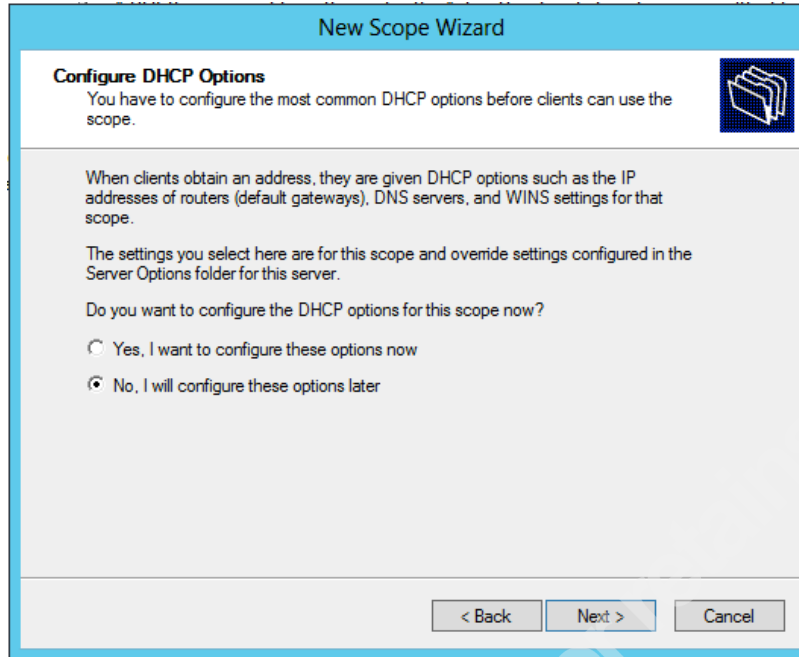 New Scope Wizard
Configure DHCP Options
You have to configure the most common DHCP options before clients can use the
scope.
When clients obtain an address, they are given DHCP options such as the IP
addresses of routers (default gateways), DNS servers, and WINS settings for that
scope.
The settings you select here are for this scope and override settings configured in the
Server Options folder for this server.
Do you want to configure the DHCP options for this scope now?
Yes, I want to configure these options now
No, I will configure these options later
< Back
Next >
Cancel